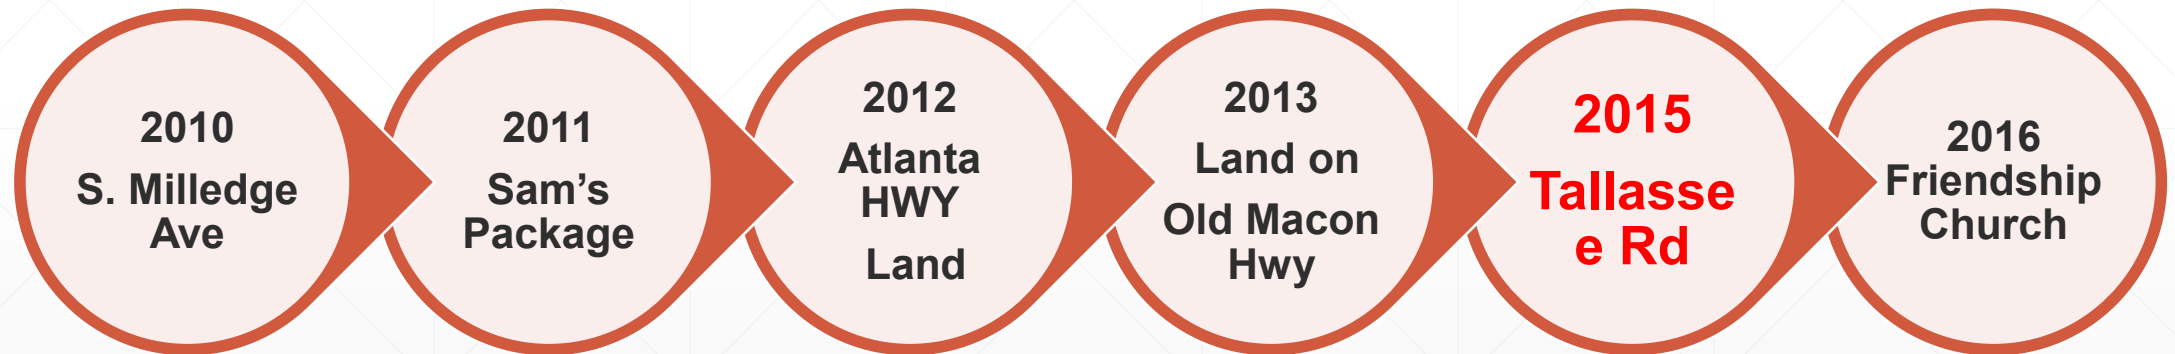 2010
S. Milledge
Ave
2011
Sam’s
Package
2012
Atlanta
HWY
Land
2013
Land on
Old Macon
Hwy
2015
Tallasse
e Rd
2016
Friendship
Church